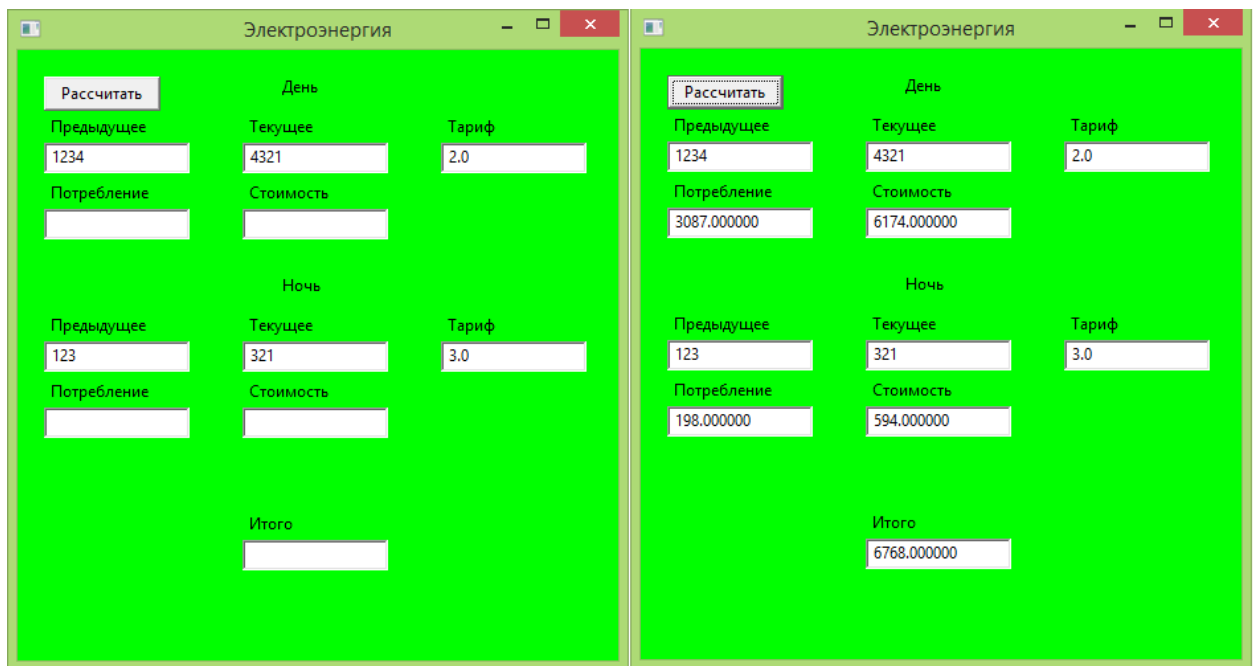 Электроэнергия
Рассчитать День
Предыдущее Текущее Тариф
1234 4321 2.0
Потребление Стоимость
Ночь
Предыдущее Текущее Тариф
123 321 3.0
Потребление Стоимость
Итого
Электроэнергия
Рассчитать День
Предыдущее Текущее Тариф
1234 4321 2.0
Потребление Стоимость
3087.000000 6174.000000
Ночь
Предыдущее Текущее Тариф
123 321 3.0
Потребление Стоимость
198.000000 594.000000
Итого
6768.000000